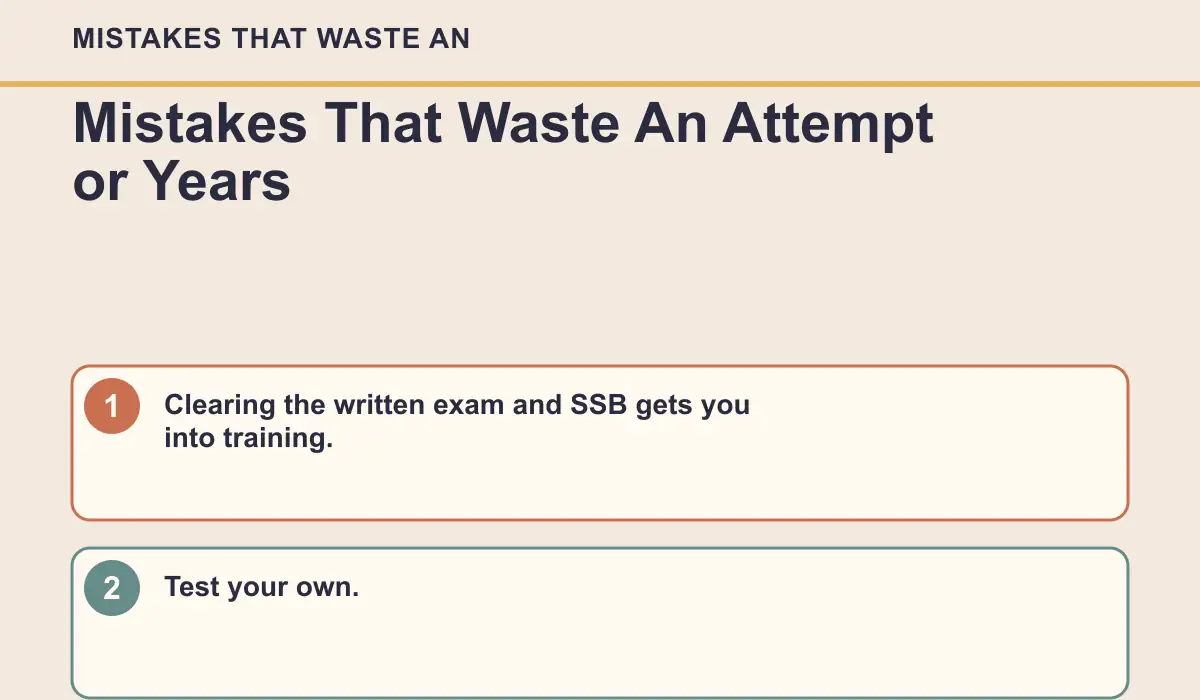 MISTAKES THAT WASTE AN
Mistakes That Waste An Attempt
or Years
1
Clearing the written exam and SSB gets you
into training.
2
Test your own.